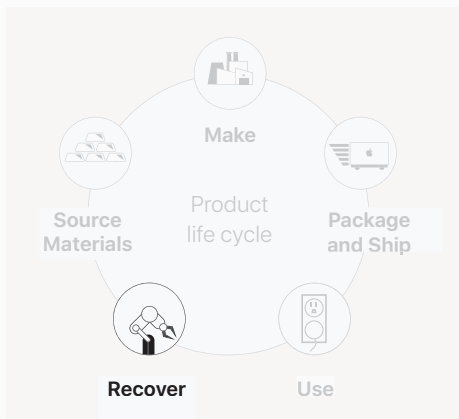 Make
Product
life cycle
Source
Materials
Package
and Ship
Recover
Use